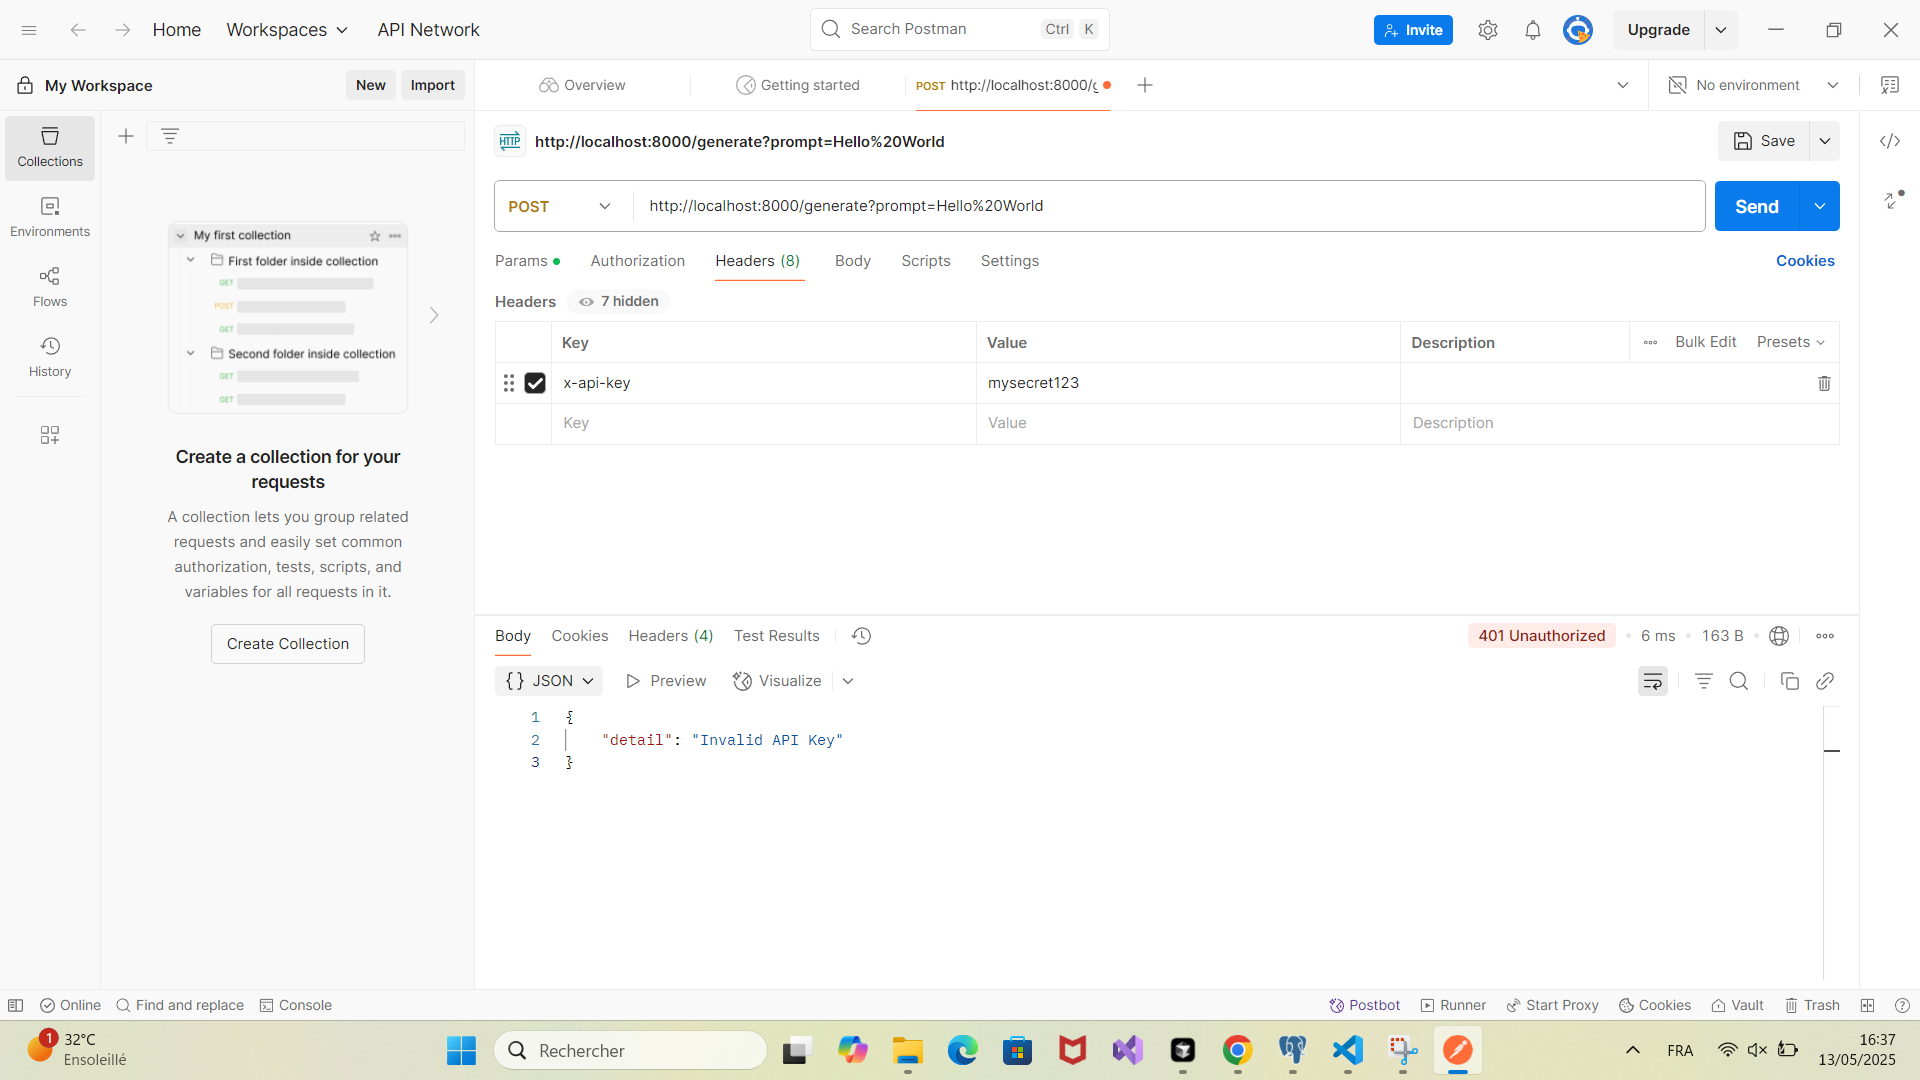 Home
Workspaces
API Network
Search Postman
Ctrl
K
Invite
Upgrade
My Workspace
New
Import
Overview
Getting started
POST http://localhost:8000/g
No environment
Collections
Environments
Flows
History
My first collection
First folder inside collection
GET
POST
GET
Second folder inside collection
GET
GET
Create a collection for your
requests
A collection lets you group related
requests and easily set common
authorization, tests, scripts, and
variables for all requests in it.
Create Collection
HTTP
http://localhost:8000/generate?prompt=Hello%20World
Save
POST
http://localhost:8000/generate?prompt=Hello%20World
Send
Params
Authorization
Headers (8)
Body
Scripts
Settings
Cookies
Headers
7 hidden
Key
Value
Description
Bulk Edit
Presets
x-api-key
mysecret123
Key
Value
Description
Body
Cookies
Headers (4)
Test Results
401 Unauthorized
6 ms
163 B
{} JSON
Preview
Visualize
1 {
2 "detail": "Invalid API Key"
3 }
Online
Find and replace
Console
Postbot
Runner
Start Proxy
Cookies
Vault
Trash
1
32°C
Ensoleillé
Rechercher
FRA
16:37
13/05/2025